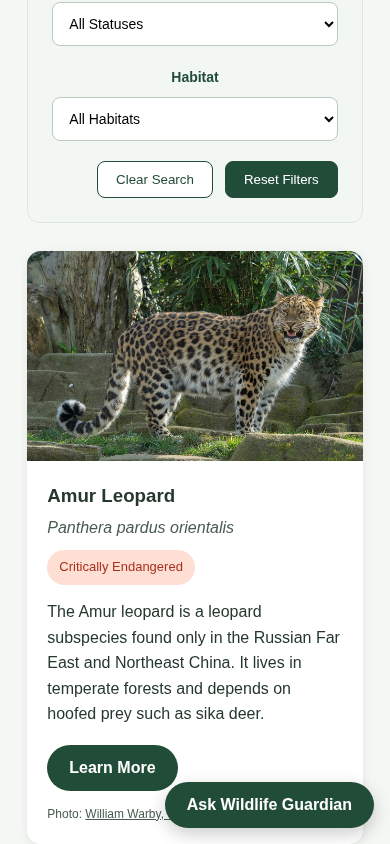 All Statuses
Habitat
All Habitats
Clear Search
Reset Filters
Amur Leopard
Panthera pardus orientalis
Critically Endangered
The Amur leopard is a leopard
subspecies found only in the Russian Far
East and Northeast China. It lives in
temperate forests and depends on
hoofed prey such as sika deer.
Learn More
Ask Wildlife Guardian
Photo: William Warby,